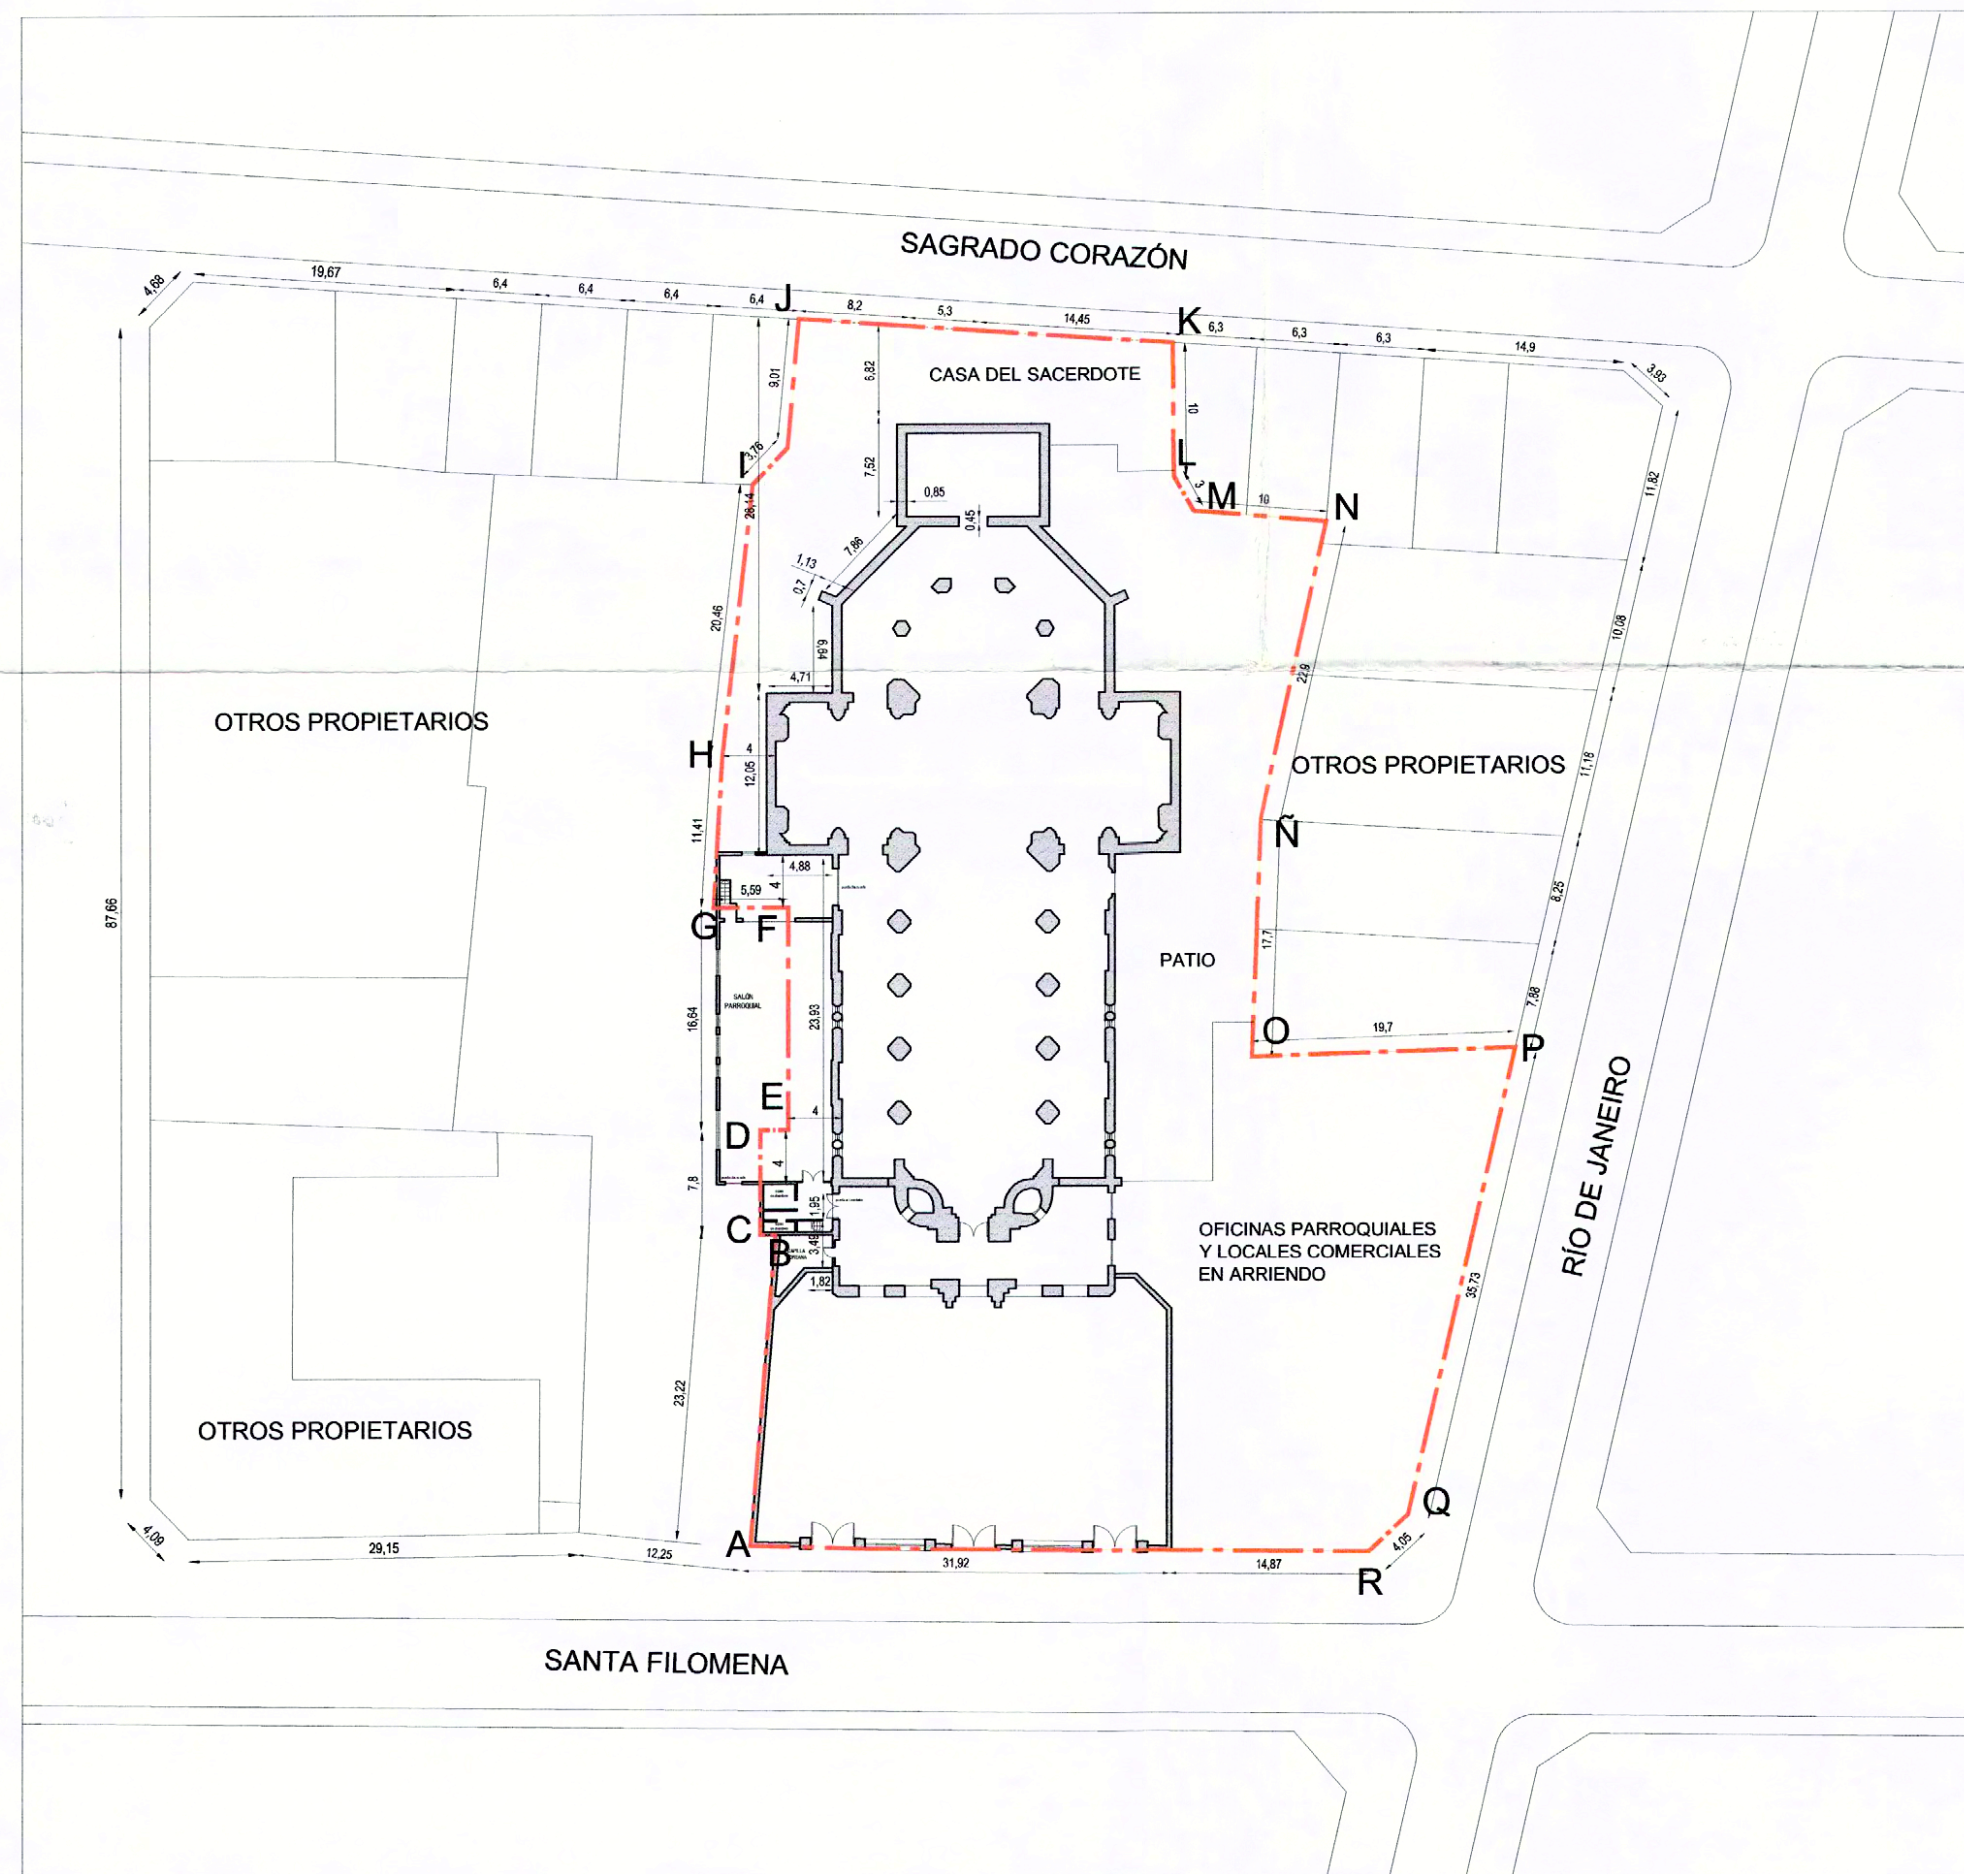 SAGRADO CORAZÓN
4,68
19,67
6,4
6,4
6,4
6,4
J
8,2
5,3
14,45
K
6,3
6,3
6,3
14,9
3,93
9,01
6,82
CASA DEL SACERDOTE
10
3,76
I
7,52
L
0,85
3
M
10
N
11,82
28,14
0,45
7,86
1,13
0,7
20,46
6,84
10,08
4,71
22,9
OTROS PROPIETARIOS
H
4
12,05
OTROS PROPIETARIOS
11,18
11,41
Ñ
4,88
5,59
4
8,25
87,66
G
F
17,7
PATIO
SALÓN
PARROQUIAL
16,64
23,93
7,88
O
19,7
P
E
4
D
4
RÍO DE JANEIRO
7,8
1,95
C
B
3,49
1,82
OFICINAS PARROQUIALES
Y LOCALES COMERCIALES
EN ARRIENDO
35,73
23,22
OTROS PROPIETARIOS
Q
4,09
A
4,05
29,15
12,25
31,92
14,87
R
SANTA FILOMENA